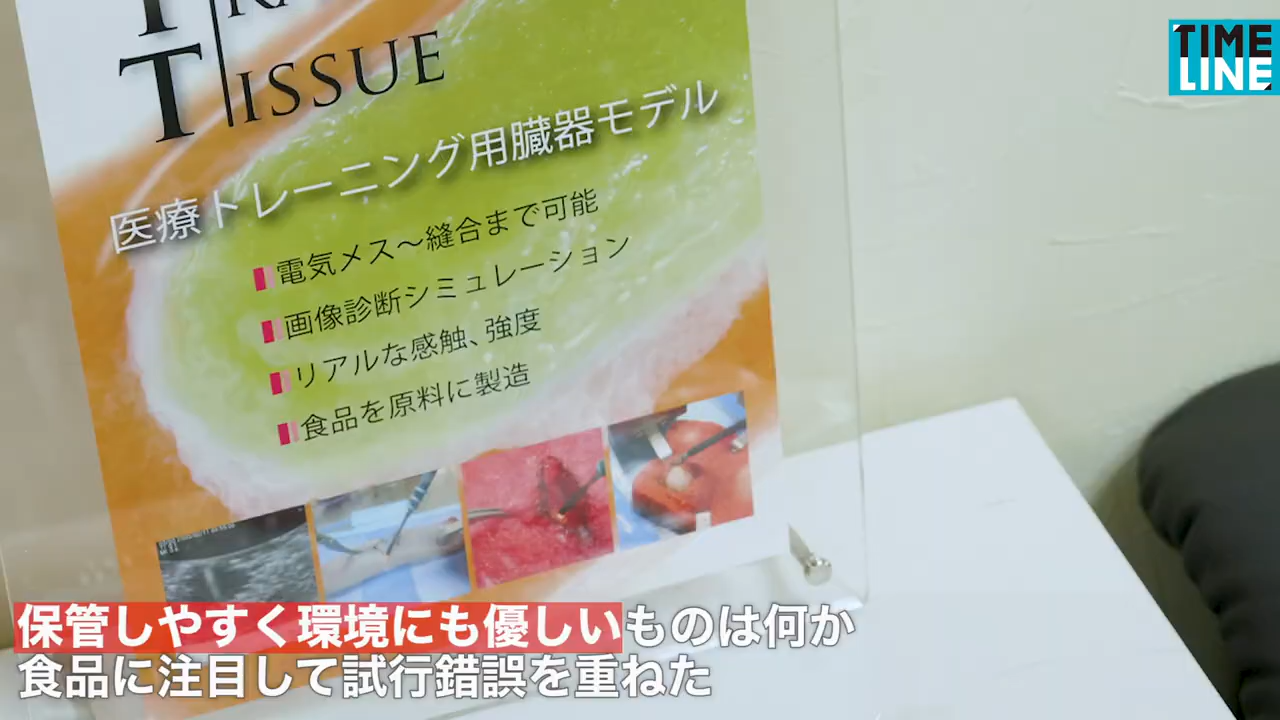 TIME
LINE
TISSUE
医療トレーニング用臓器モデル
電気メス～縫合まで可能
画像診断シミュレーション
リアルな感触、強度
食品を原料に製造
保管しやすく環境にも優しいものは何か
食品に注目して試行錯誤を重ねた